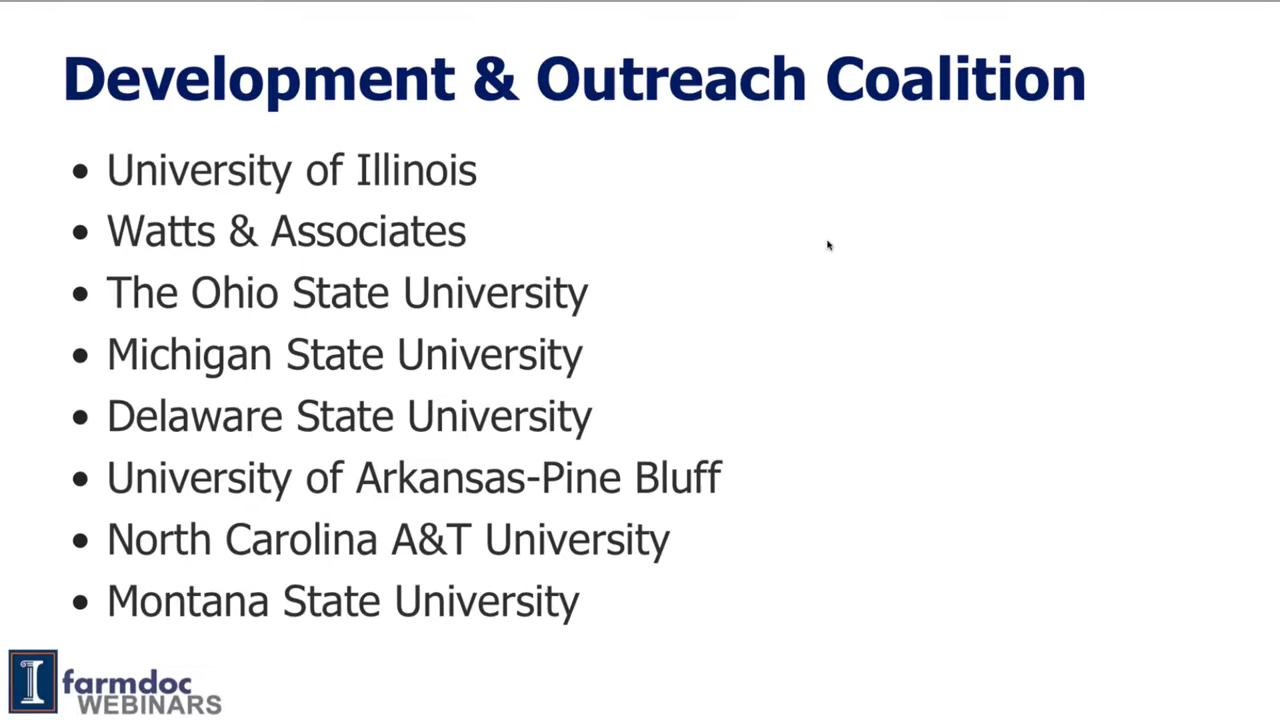 Development & Outreach Coalition
• University of Illinois
• Watts & Associates
• The Ohio State University
• Michigan State University
• Delaware State University
• University of Arkansas-Pine Bluff
• North Carolina A&T University
• Montana State University
I farmdoc
WEBINARS